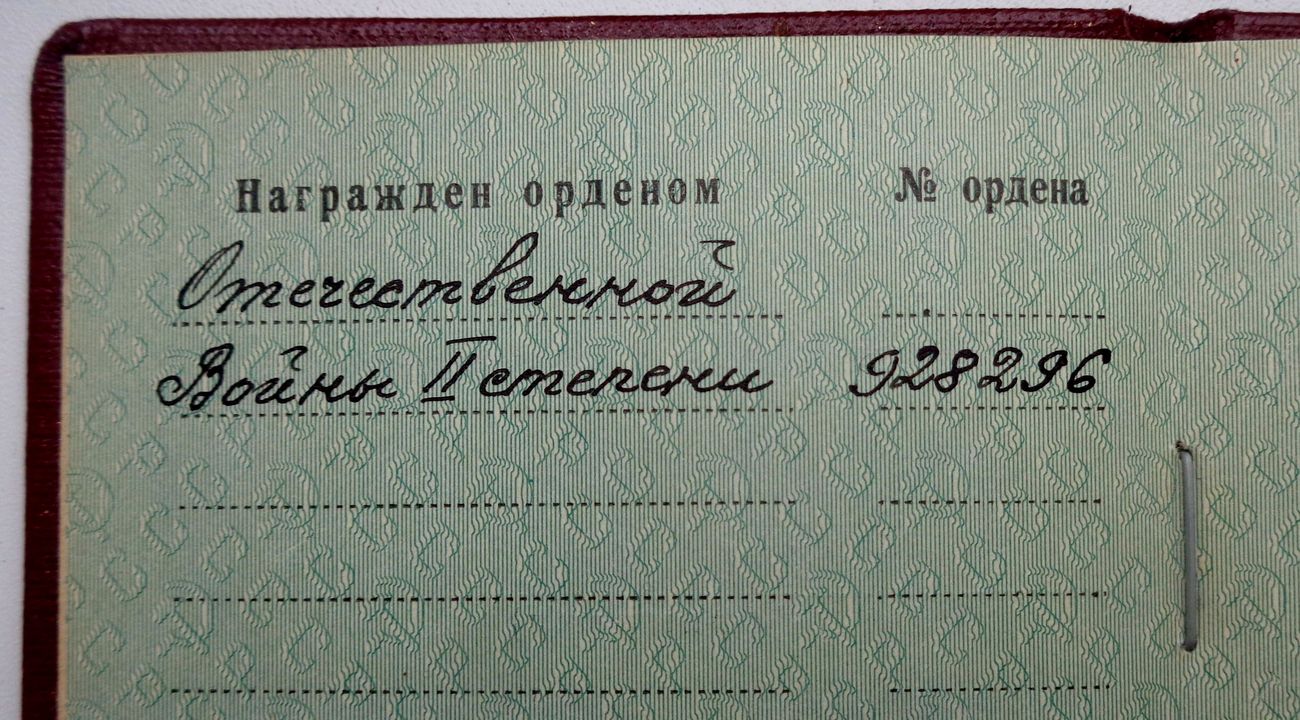 Награжден орденом № ордена
Отечественной
Войны II степени 928296